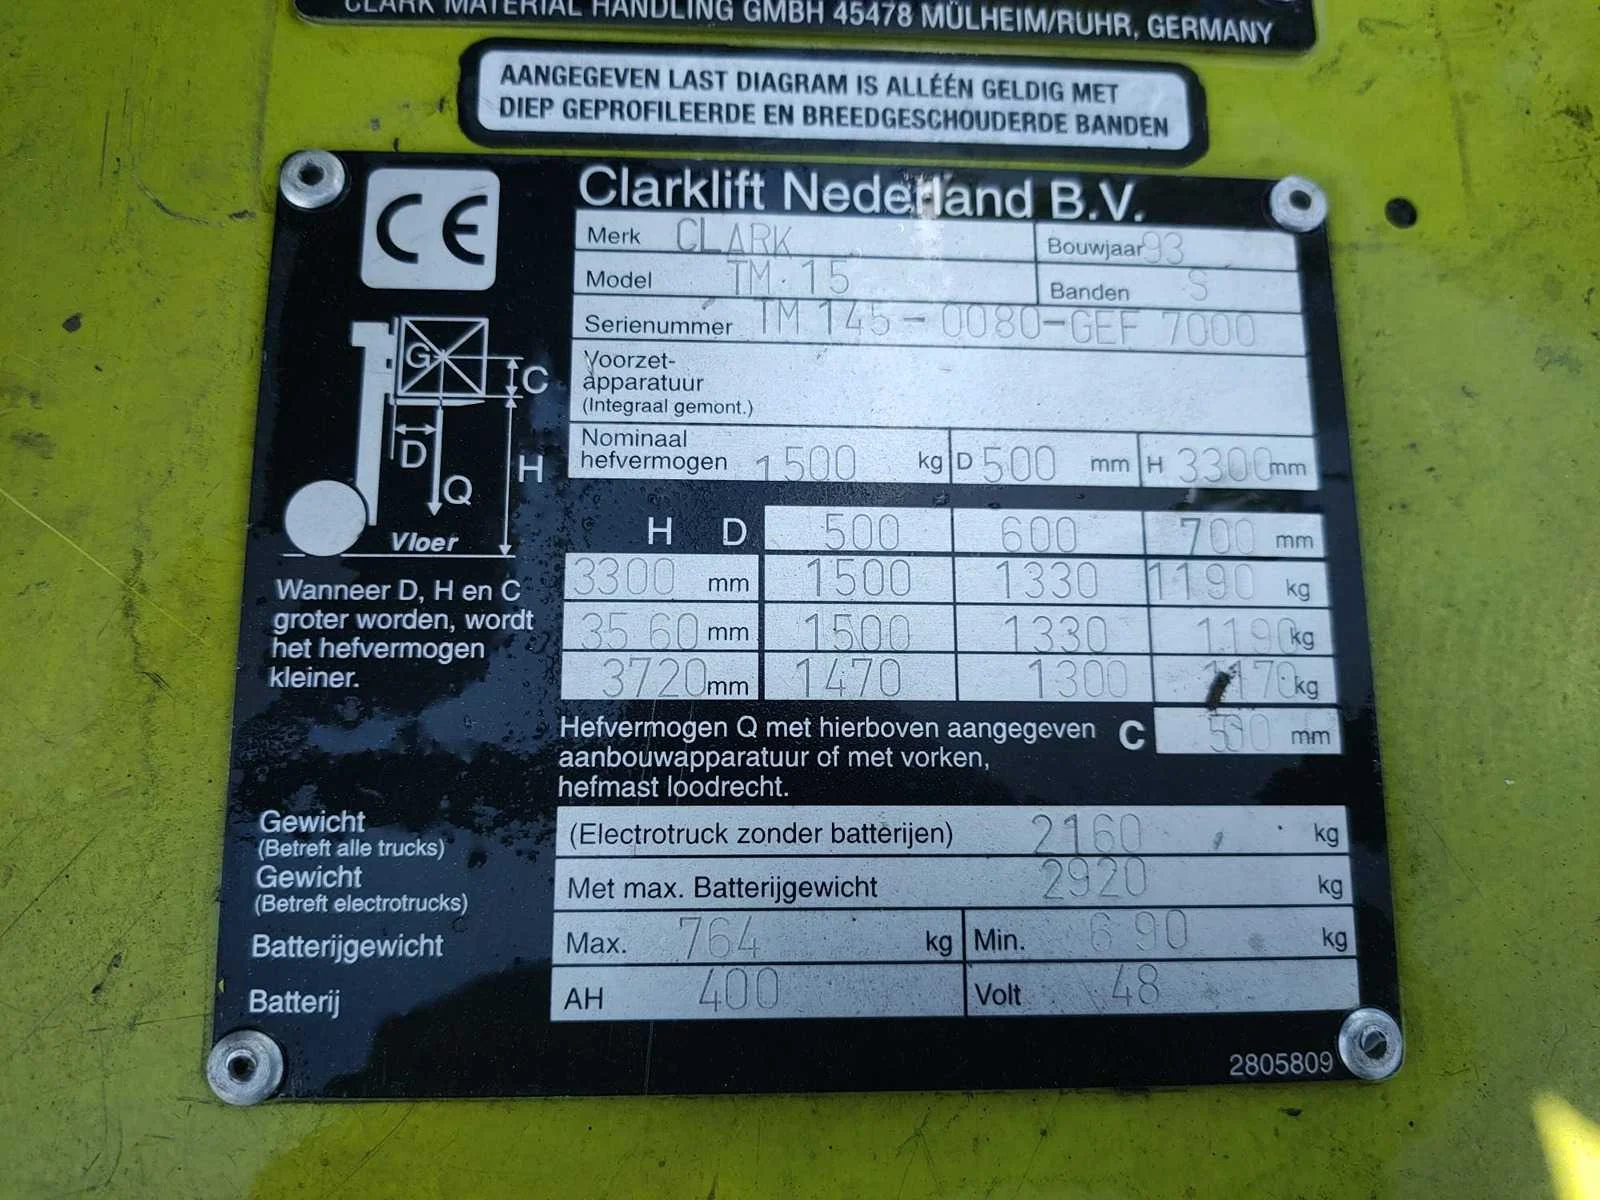 CLARK MATERIAL HANDLING GMBH 45478 MÜLHEIM/RUHR, GERMANY
AANGEGEVEN LAST DIAGRAM IS ALLÉÉN GELDIG MET
DIEP GEPROFILEERDE EN BREEDGESCHOUDERDE BANDEN
CE
Clarklift Nederland B.V.
Merk CLARK Bouwjaar 93
Model TM 15 Banden S
Serienummer TM 145-0080-GEF 7000
Voorzet-
apparatuur
(Integraal gemont.)
Nominaal
hefvermogen 1500 kg D 500 mm H 3300 mm
G C
D H
Q
Vloer
Wanneer D, H en C
groter worden, wordt
het hefvermogen
kleiner.
H D 500 600 700 mm
3300 mm 1500 1330 1190 kg
3560 mm 1500 1330 1190 kg
3720 mm 1470 1300 1170 kg
Hefvermogen Q met hierboven aangegeven C mm
aanbouwapparatuur of met vorken,
hefmast loodrecht.
Gewicht
(Betreft alle trucks)
(Electrotruck zonder batterijen) 2160 kg
Gewicht
(Betreft electrotrucks)
Met max. Batterijgewicht 2920 kg
Batterijgewicht Max. 764 kg Min. 690 kg
Batterij AH 400 Volt 48
2805809